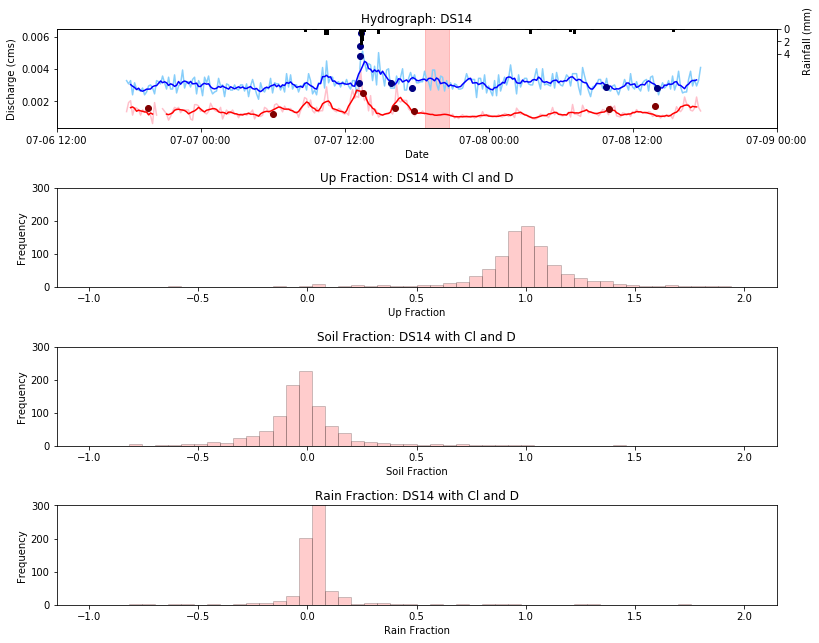 Hydrograph: DS14
Discharge (cms)
0.006
0.004
0.002
0
2
4
Rainfall (mm)
07-06 12:00 07-07 00:00 07-07 12:00 07-08 00:00 07-08 12:00 07-09 00:00
Date
Up Fraction: DS14 with Cl and D
Frequency
300
200
100
0
−1.0 −0.5 0.0 0.5 1.0 1.5 2.0
Up Fraction
Soil Fraction: DS14 with Cl and D
Frequency
300
200
100
0
−1.0 −0.5 0.0 0.5 1.0 1.5 2.0
Soil Fraction
Rain Fraction: DS14 with Cl and D
Frequency
300
200
100
0
−1.0 −0.5 0.0 0.5 1.0 1.5 2.0
Rain Fraction